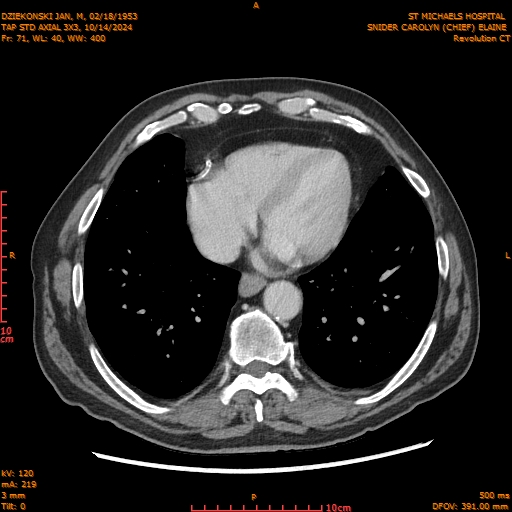 A
DZIEKONSKI JAN, M, 02/18/1953
TAP STD AXIAL 3X3, 10/14/2024
Fr: 71, WL: 40, WW: 400
ST MICHAELS HOSPITAL
SNIDER CAROLYN (CHIEF) ELAINE
Revolution CT
R
L
10
cm
kV: 120
mA: 219
3 mm
Tilt: 0
P
10cm
500 ms
DFOV: 391.00 mm